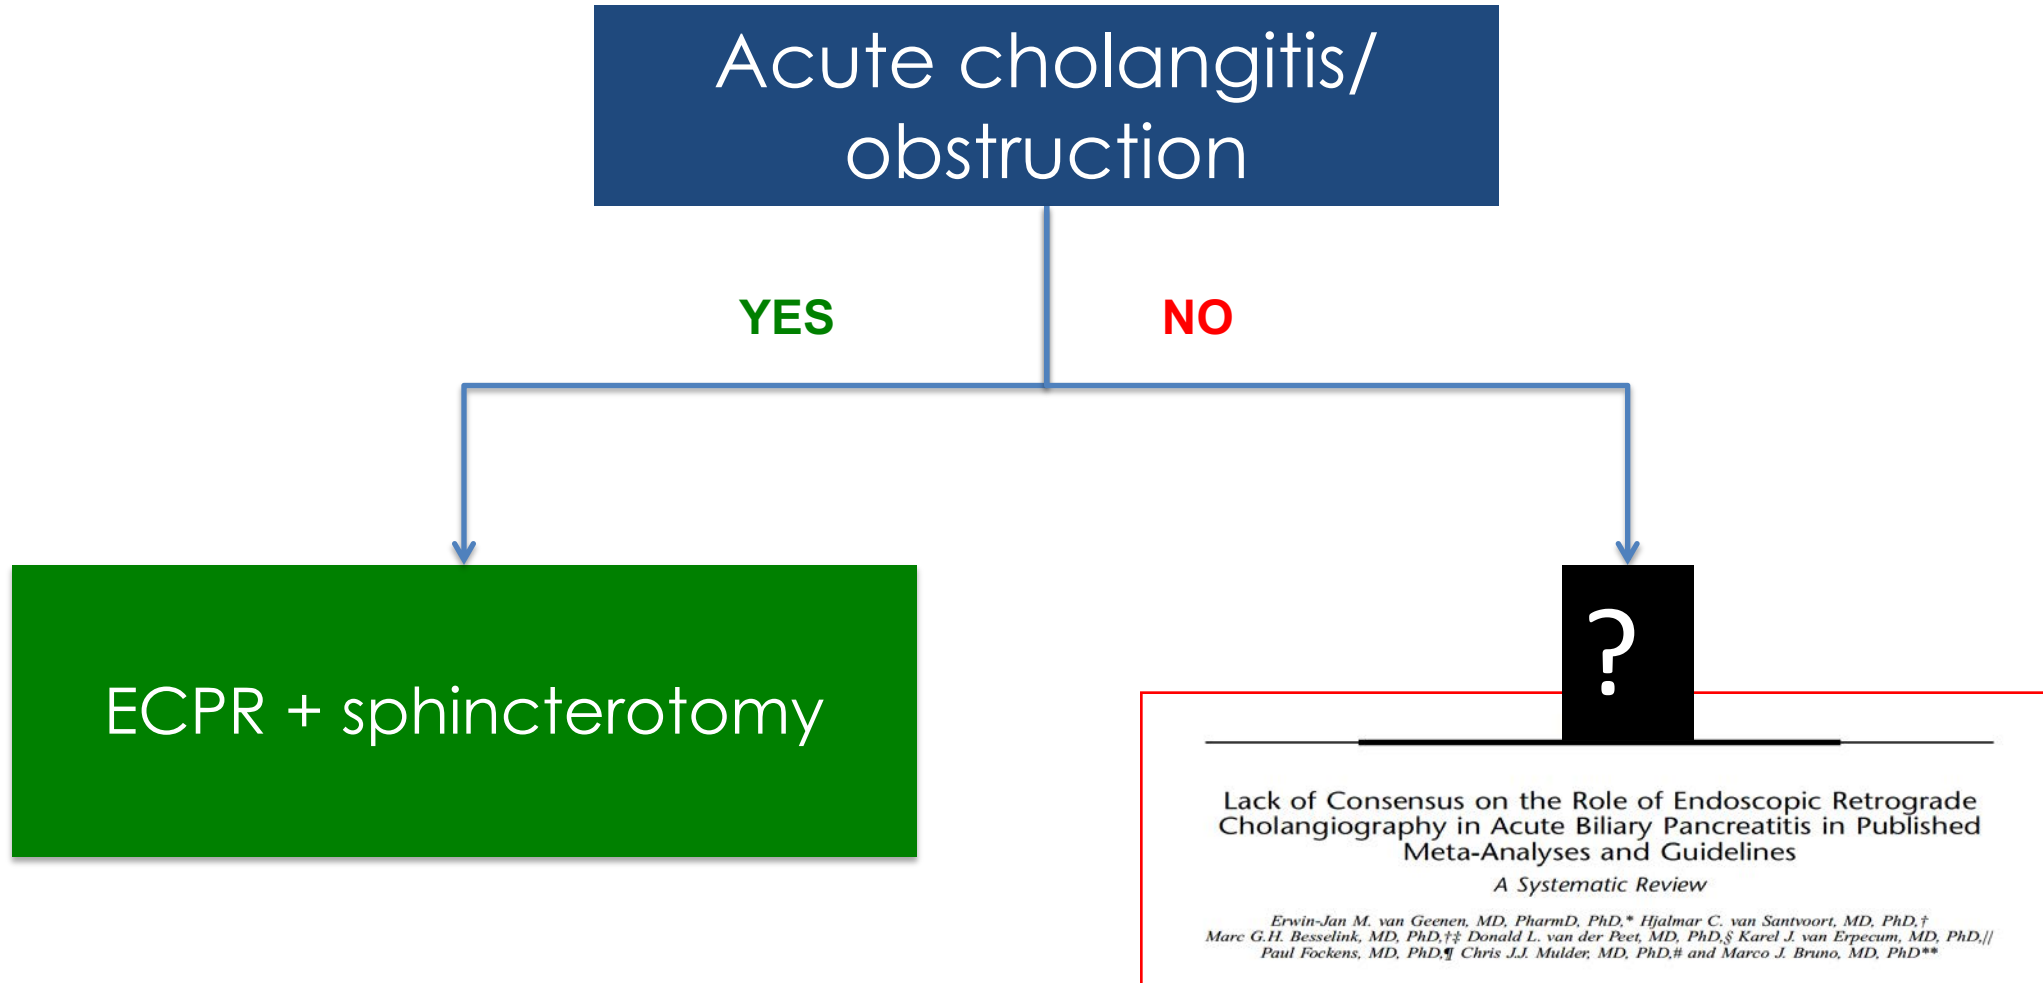 Acute cholangitis/
obstruction
YES
NO
ECPR + sphincterotomy
?
Lack of Consensus on the Role of Endoscopic Retrograde
Cholangiography in Acute Biliary Pancreatitis in Published
Meta-Analyses and Guidelines
A Systematic Review
Erwin-Jan M. van Geenen, MD, PharmD, PhD,* Hjalmar C. van Santvoort, MD, PhD,†
Marc G.H. Besselink, MD, PhD,†‡ Donald L. van der Peet, MD, PhD,§ Karel J. van Erpecum, MD, PhD,||
Paul Fockens, MD, PhD,¶ Chris J.J. Mulder, MD, PhD,# and Marco J. Bruno, MD, PhD**